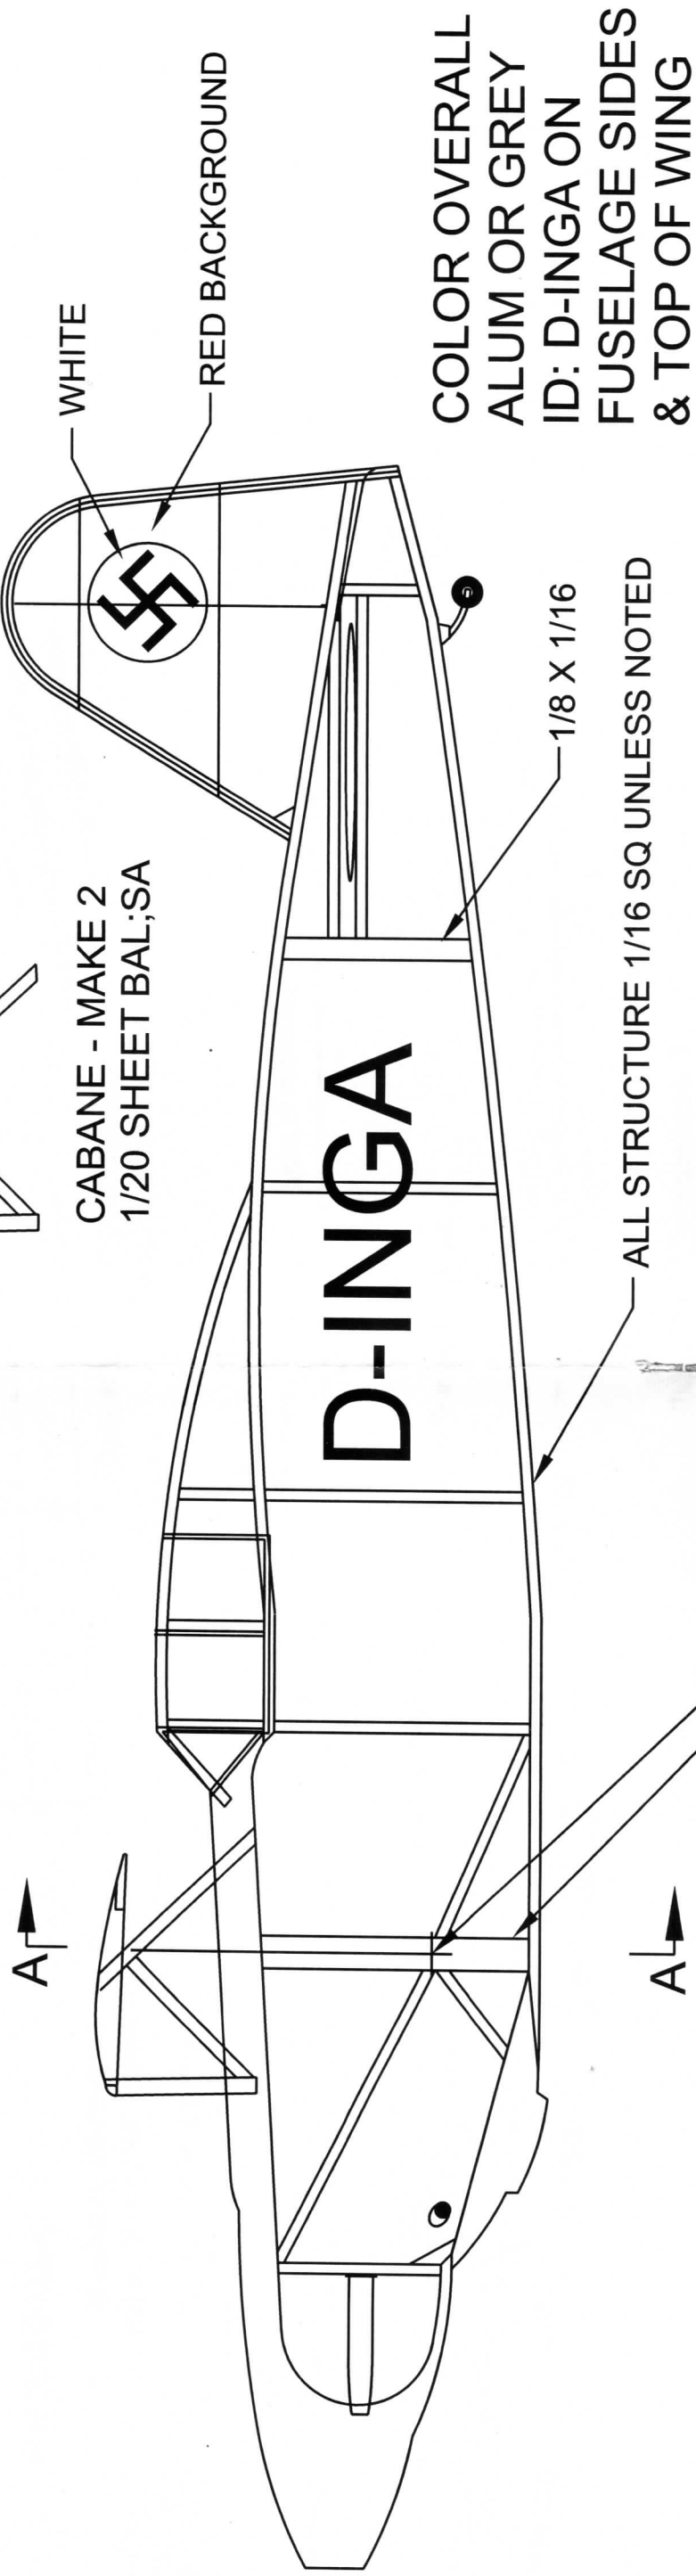 WHITE
RED BACKGROUND
COLOR OVERALL
ALUM OR GREY
ID: D-INGA ON
FUSELAGE SIDES
& TOP OF WING
CABANE - MAKE 2
1/20 SHEET BAL;SA
1/8 X 1/16
D-INGA
ALL STRUCTURE 1/16 SQ UNLESS NOTED
A
A